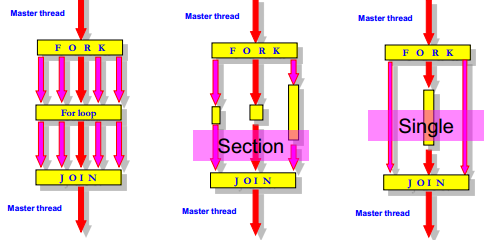 Master thread
F O R K
For loop
J O I N
Master thread
Master thread
F O R K
Section
J O I N
Master thread
Master thread
F O R K
Single
J O I N
Master thread